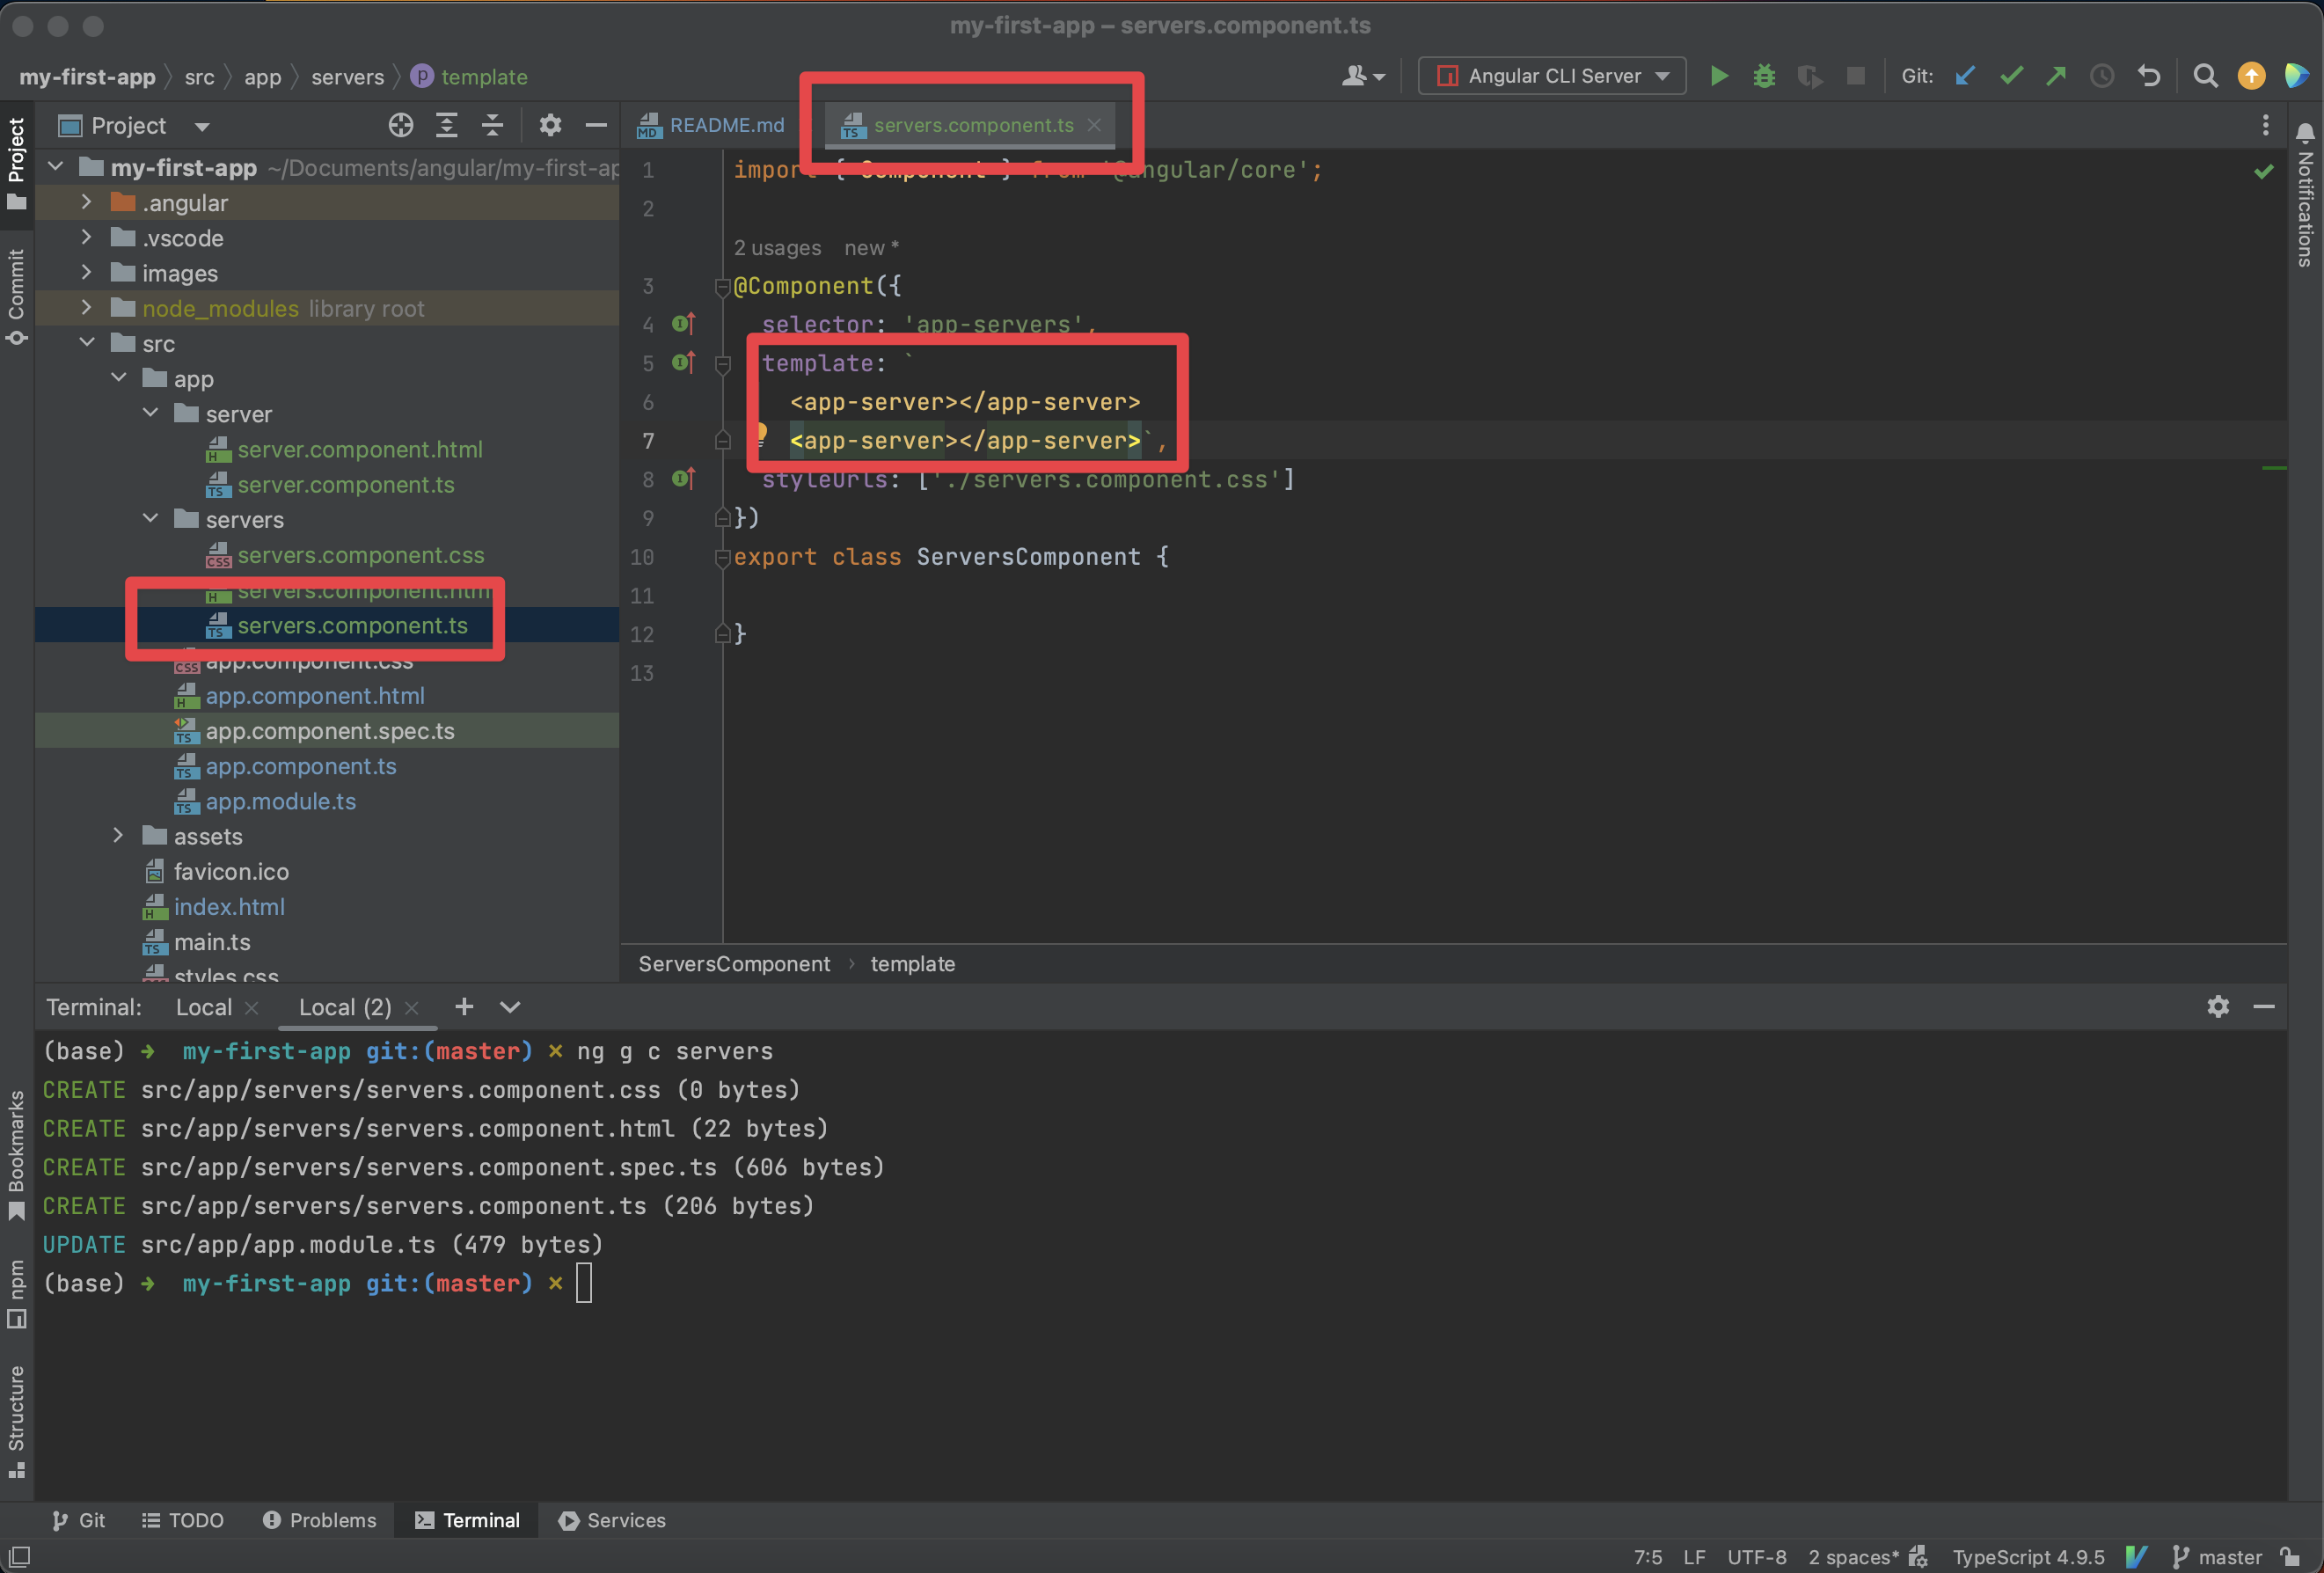 my-first-app – servers.component.ts
my-first-app src app servers p template
Angular CLI Server
Git:
Project
README.md
servers.component.ts
Project
Commit
Bookmarks
npm
Structure
Notifications
my-first-app ~/Documents/angular/my-first-ap
.angular
.vscode
images
node_modules library root
src
app
server
server.component.html
server.component.ts
servers
servers.component.css
servers.component.htm
servers.component.ts
app.component.css
app.component.html
app.component.spec.ts
app.component.ts
app.module.ts
assets
favicon.ico
index.html
main.ts
styles.css
1 import { Component } from '@angular/core';
2
2 usages new *
3 @Component({
4 selector: 'app-servers',
5 template: `
6 <app-server></app-server>
7 <app-server></app-server>`,
8 styleUrls: ['./servers.component.css']
9 })
10 export class ServersComponent {
11
12 }
13
ServersComponent › template
Terminal: Local Local (2)
(base) ➜ my-first-app git:(master) ✗ ng g c servers
CREATE src/app/servers/servers.component.css (0 bytes)
CREATE src/app/servers/servers.component.html (22 bytes)
CREATE src/app/servers/servers.component.spec.ts (606 bytes)
CREATE src/app/servers/servers.component.ts (206 bytes)
UPDATE src/app/app.module.ts (479 bytes)
(base) ➜ my-first-app git:(master) ✗
Git TODO Problems Terminal Services
7:5 LF UTF-8 2 spaces* TypeScript 4.9.5 master